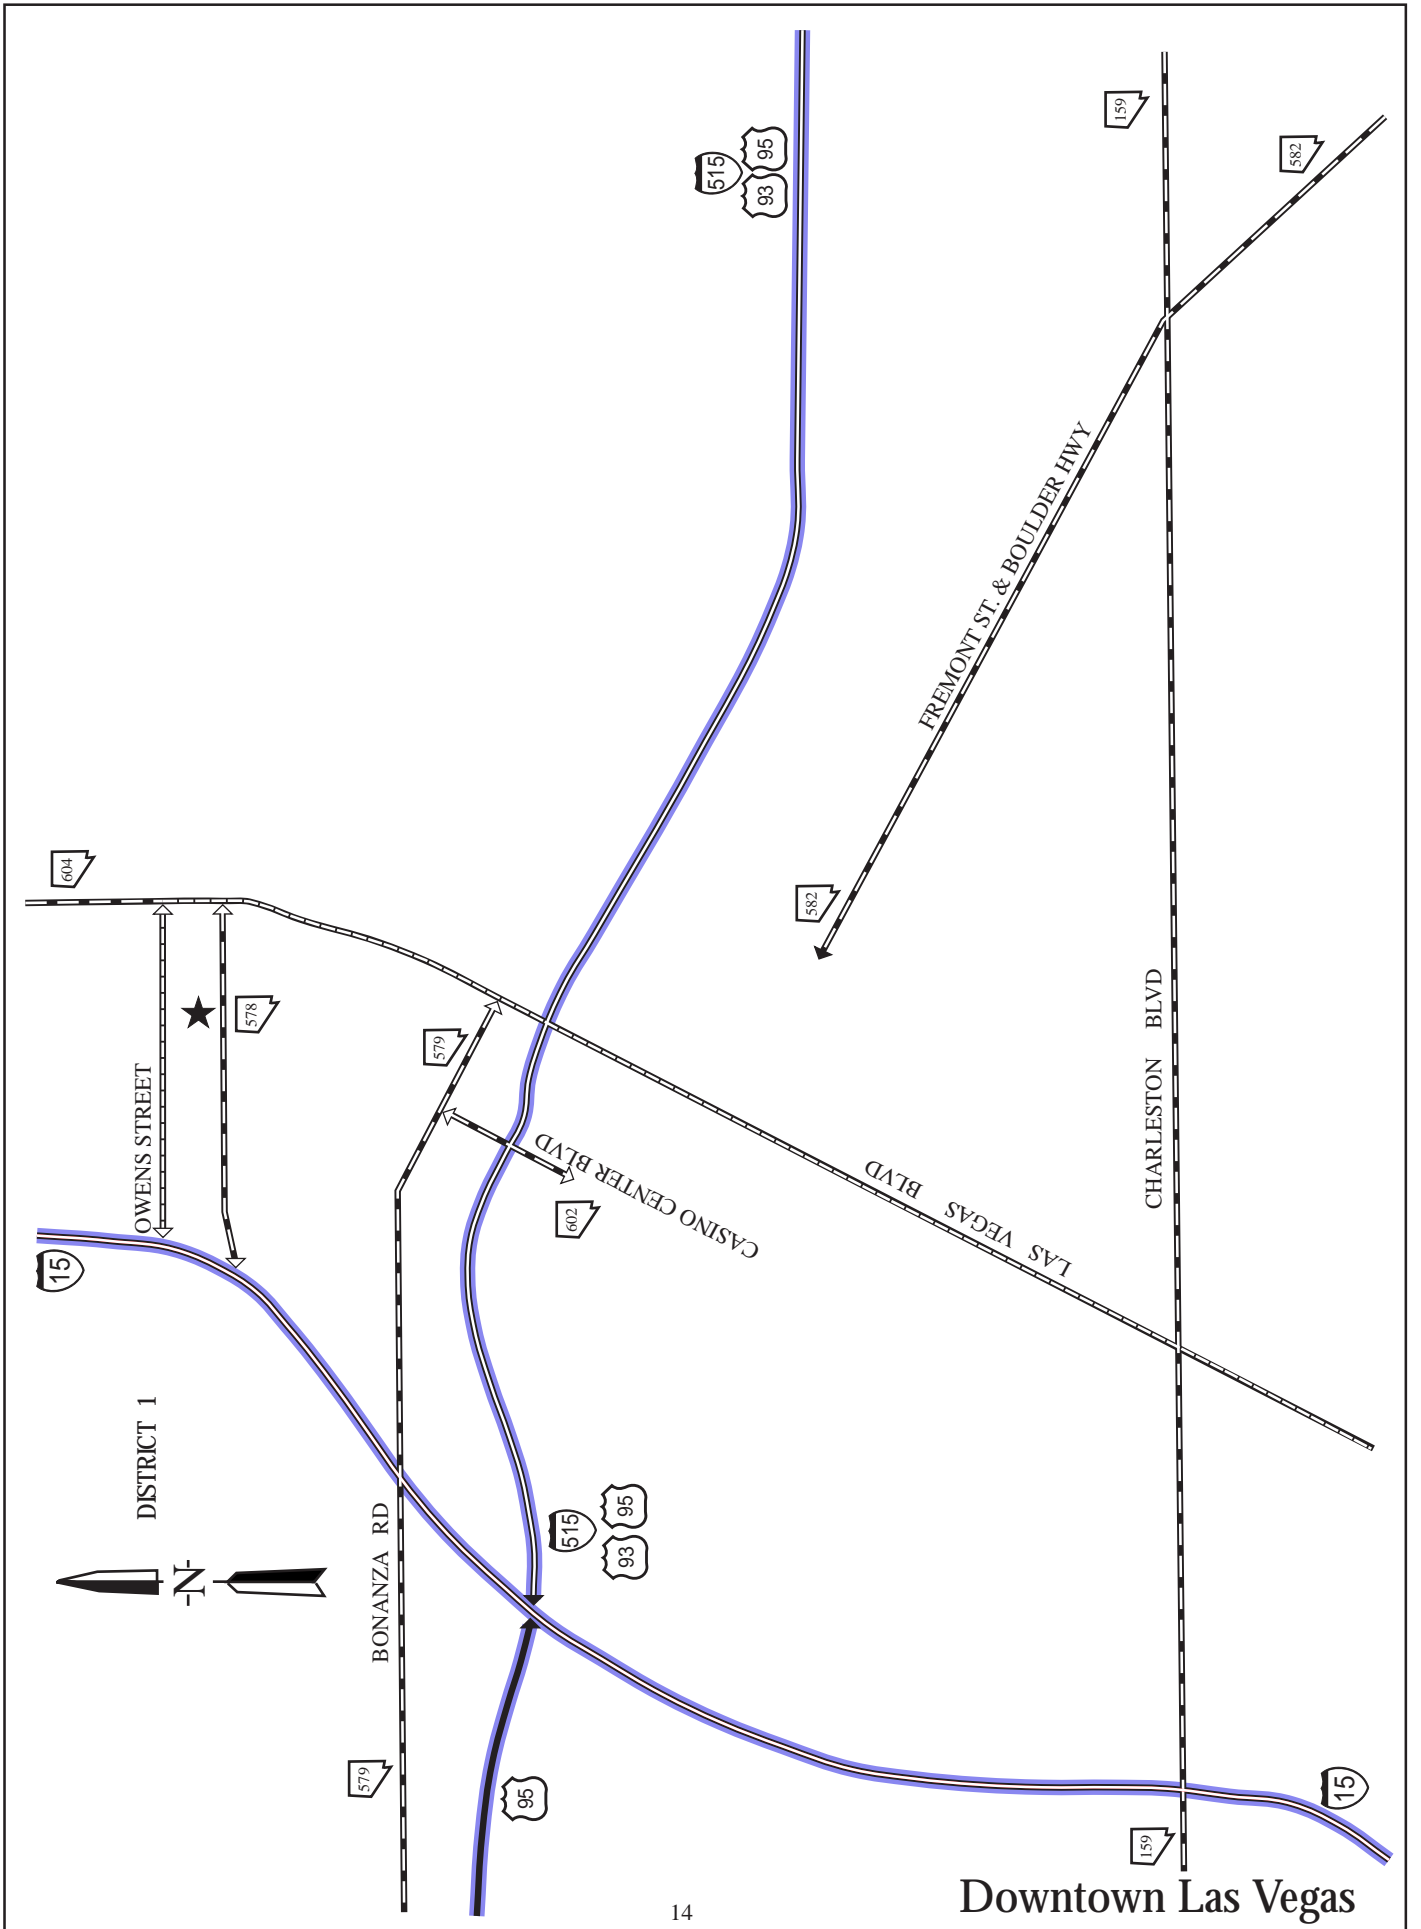 515
93 95
159
582
604
FREMONT ST. & BOULDER HWY
582
578
OWENS STREET
579
CHARLESTON BLVD
CASINO CENTER BLVD
602
LAS VEGAS BLVD
15
DISTRICT 1
-N-
BONANZA RD
515
93 95
579
95
15
159
14
Downtown Las Vegas